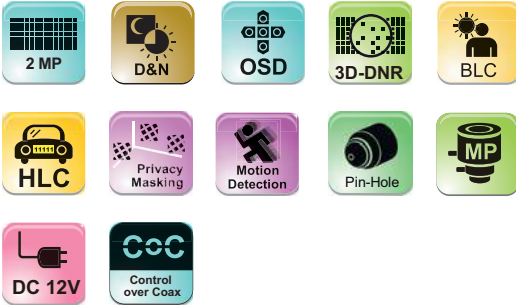 2 MP
D&N
OSD
3D-DNR
BLC
11111
HLC
Privacy
Masking
Motion
Detection
Pin-Hole
MP
DC 12V
CoC
Control
over Coax